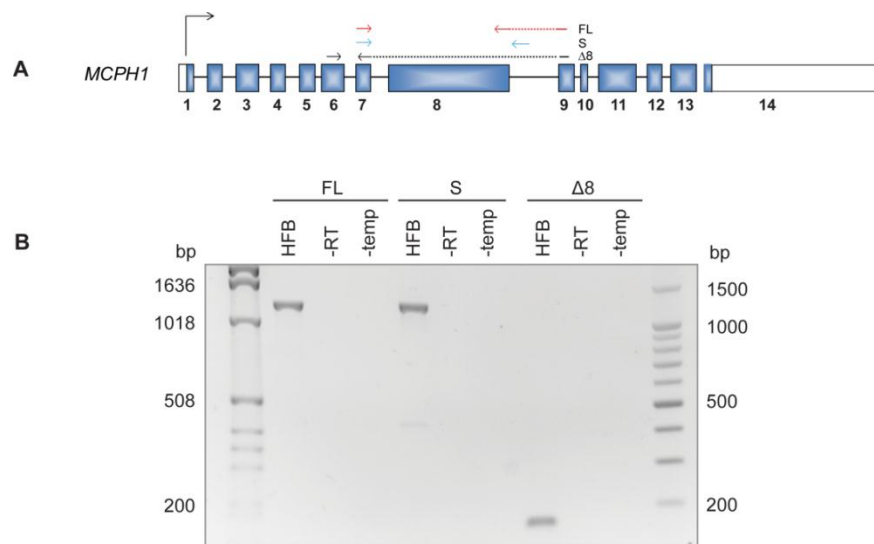 FL
S
Δ8
A
MCPH1
1 2 3 4 5 6 7 8 9 10 11 12 13 14
FL S Δ8
B
bp HFB -RT -temp HFB -RT -temp HFB -RT -temp bp
1636 1500
1018 1000
508 500
200 200